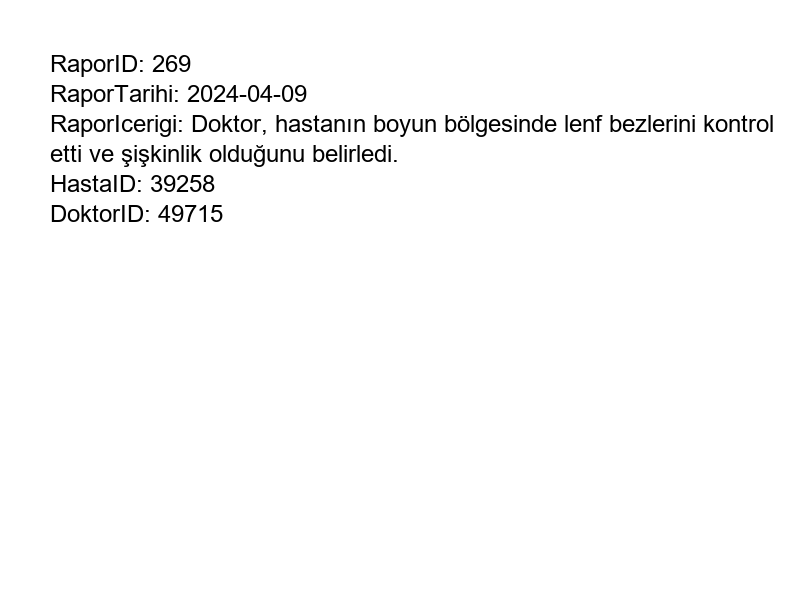 RaporID: 269
RaporTarihi: 2024-04-09
RaporIcerigi: Doktor, hastanın boyun bölgesinde lenf bezlerini kontrol
etti ve şişkinlik olduğunu belirledi.
HastaID: 39258
DoktorID: 49715